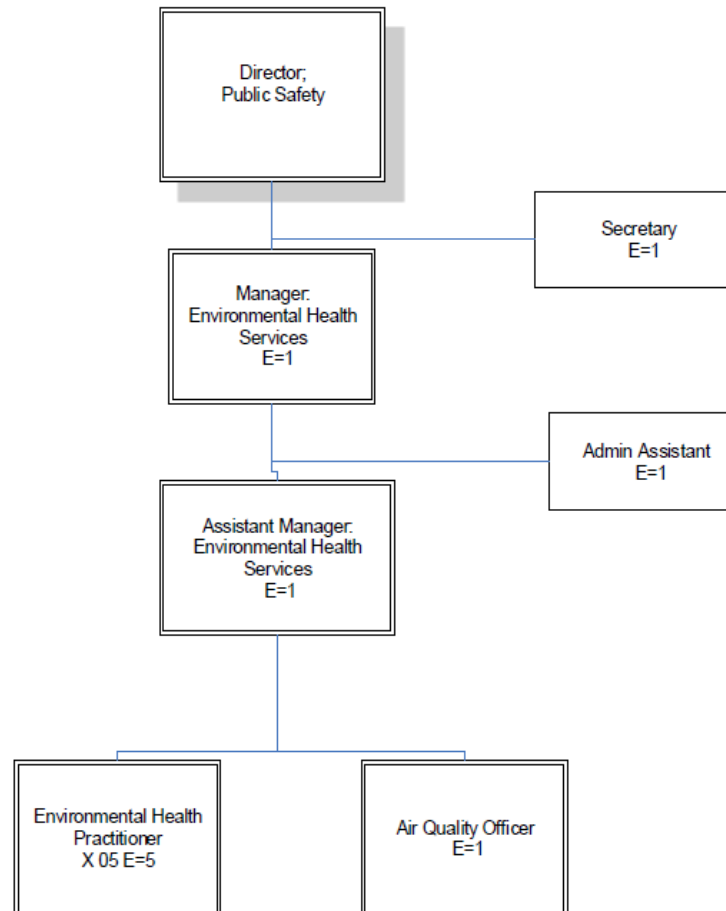 Director;
Public Safety
Secretary
E=1
Manager:
Environmental Health
Services
E=1
Admin Assistant
E=1
Assistant Manager:
Environmental Health
Services
E=1
Environmental Health
Practitioner
X 05 E=5
Air Quality Officer
E=1